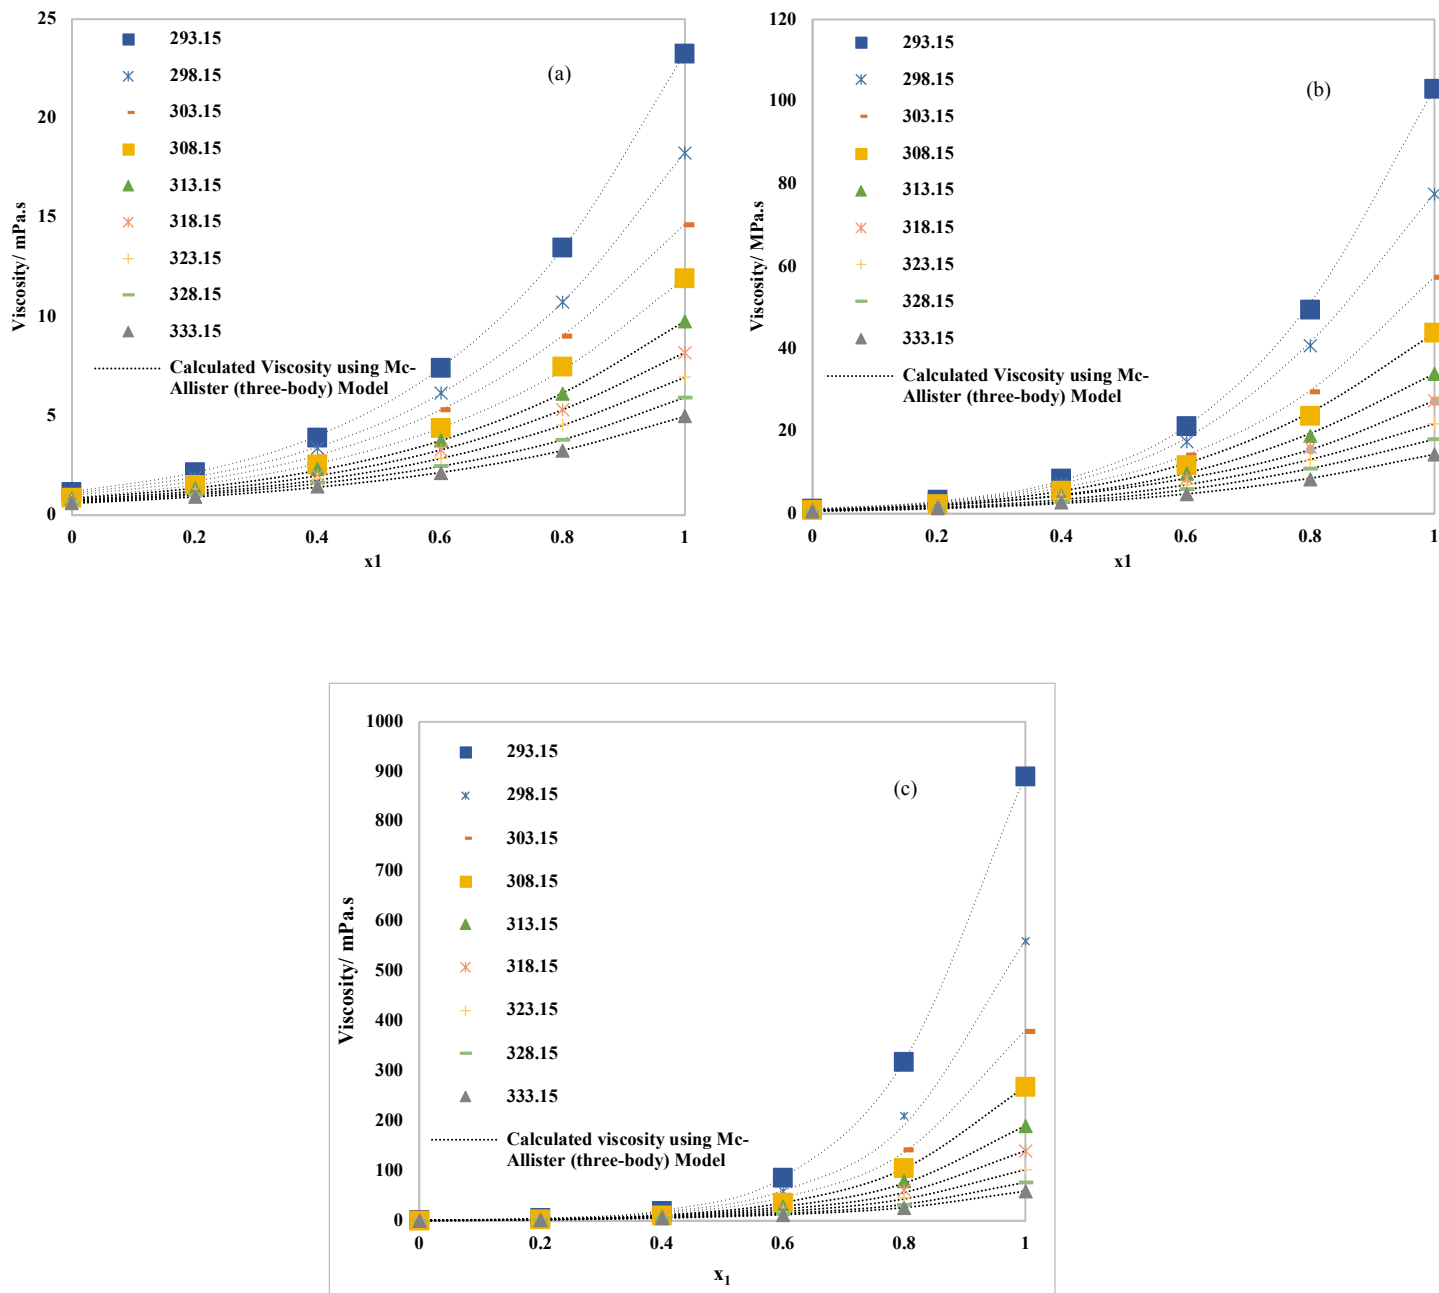 25
20
15
10
5
0
Viscosity/ mPa.s
293.15
298.15
303.15
308.15
313.15
318.15
323.15
328.15
333.15
Calculated Viscosity using Mc-
Allister (three-body) Model
(a)
0 0.2 0.4 0.6 0.8 1
x1
120
100
80
60
40
20
0
Viscosity/ MPa.s
293.15
298.15
303.15
308.15
313.15
318.15
323.15
328.15
333.15
Calculated Viscosity using Mc-
Allister (three-body) Model
(b)
0 0.2 0.4 0.6 0.8 1
x1
1000
900
800
700
600
500
400
300
200
100
0
Viscosity/ mPa.s
293.15
298.15
303.15
308.15
313.15
318.15
323.15
328.15
333.15
Calculated viscosity using Mc-
Allister (three-body) Model
(c)
0 0.2 0.4 0.6 0.8 1
x₁